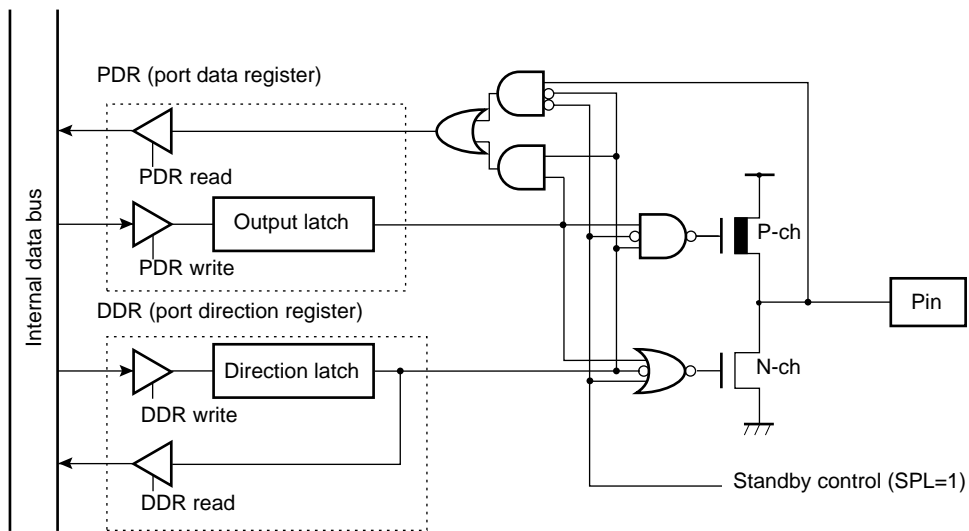 PDR (port data register)
PDR read
Output latch
PDR write
Internal data bus
DDR (port direction register)
Direction latch
DDR write
DDR read
P-ch
Pin
N-ch
Standby control (SPL=1)